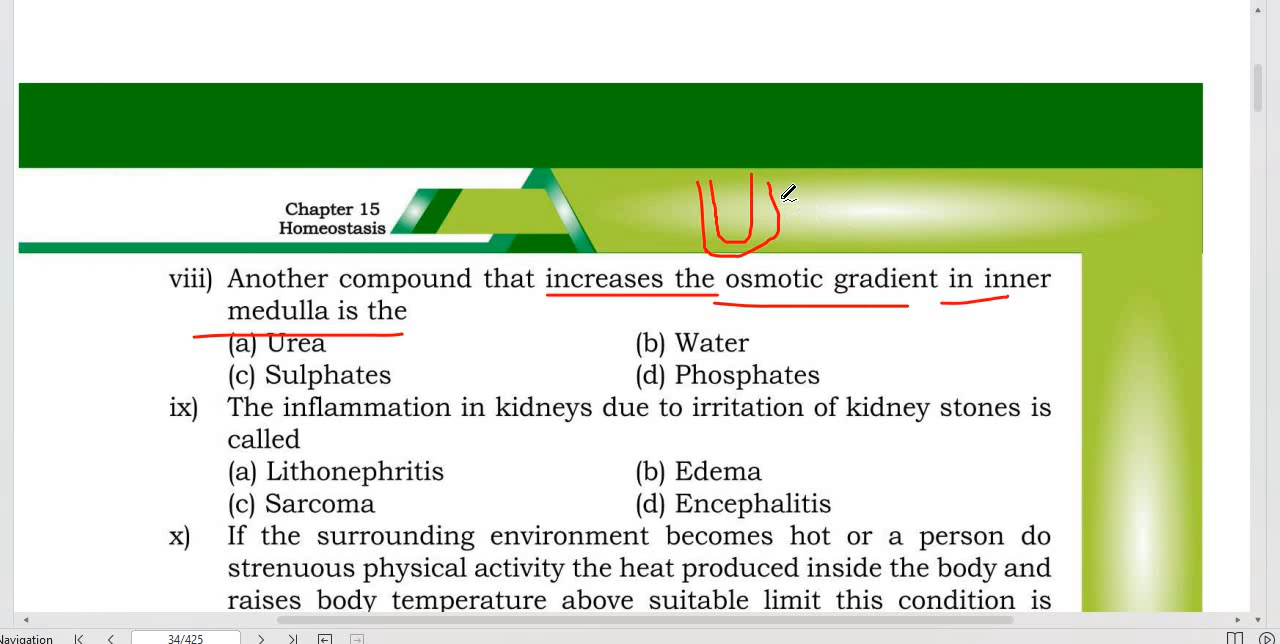 Chapter 15
Homeostasis
viii) Another compound that increases the osmotic gradient in inner
medulla is the
(a) Urea (b) Water
(c) Sulphates (d) Phosphates
ix) The inflammation in kidneys due to irritation of kidney stones is
called
(a) Lithonephritis (b) Edema
(c) Sarcoma (d) Encephalitis
x) If the surrounding environment becomes hot or a person do
strenuous physical activity the heat produced inside the body and
raises body temperature above suitable limit this condition is
Navigation 34/425